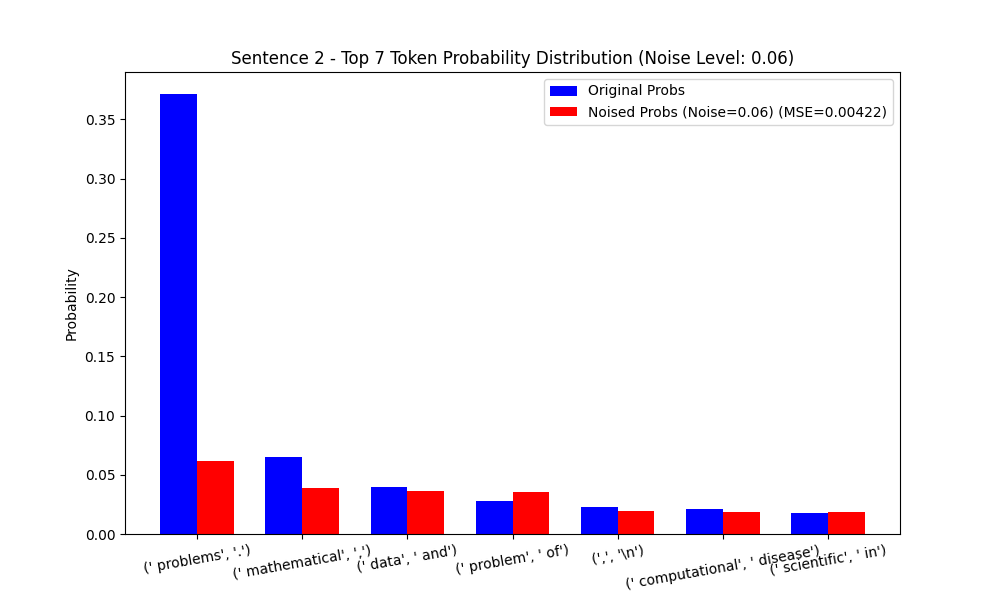 Sentence 2 - Top 7 Token Probability Distribution (Noise Level: 0.06)
Original Probs
Noised Probs (Noise=0.06) (MSE=0.00422)
Probability
0.35
0.30
0.25
0.20
0.15
0.10
0.05
0.00
(' problems', '.')
(' mathematical', ',')
(' data', ' and')
(' problem', ' of')
(',', '\n')
(' computational', ' disease')
(' scientific', ' in')